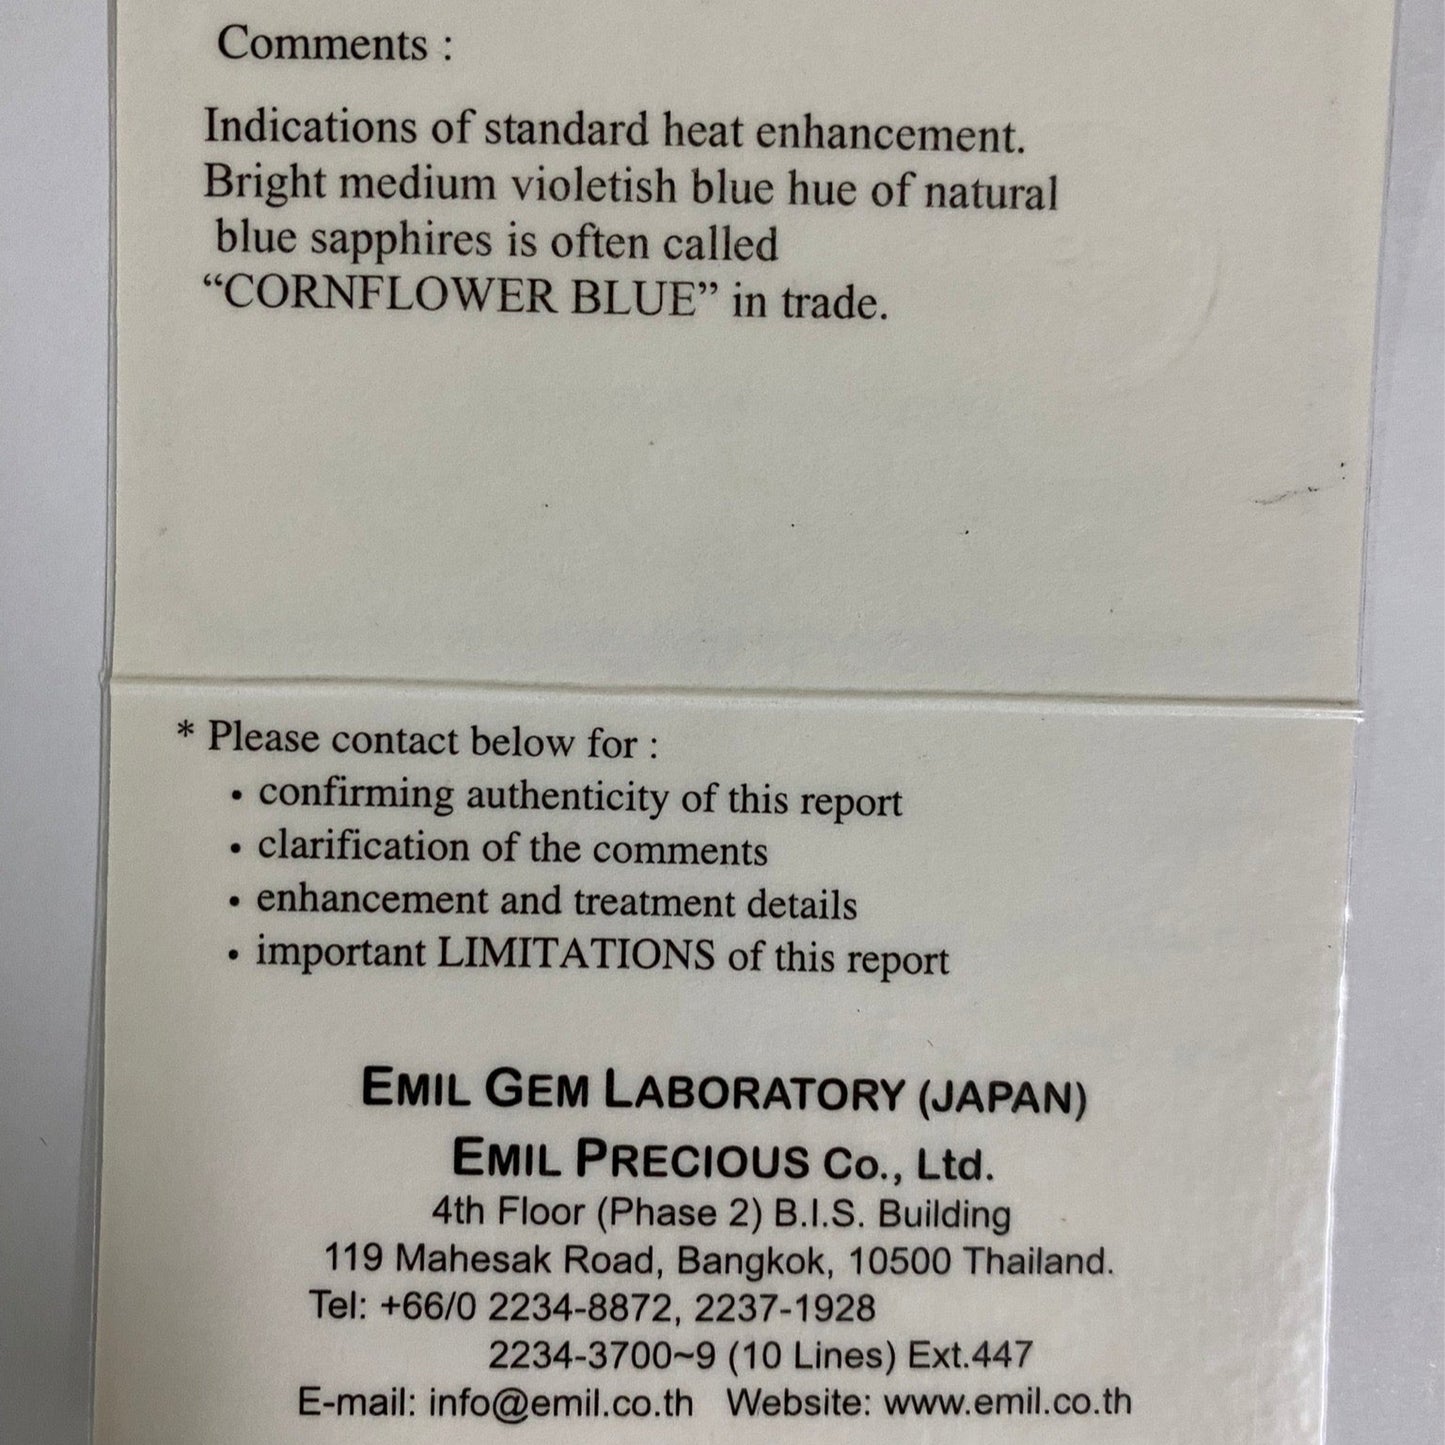 Comments :
Indications of standard heat enhancement.
Bright medium violetish blue hue of natural
blue sapphires is often called
“CORNFLOWER BLUE” in trade.
* Please contact below for :
• confirming authenticity of this report
• clarification of the comments
• enhancement and treatment details
• important LIMITATIONS of this report
EMIL GEM LABORATORY (JAPAN)
EMIL PRECIOUS Co., Ltd.
4th Floor (Phase 2) B.I.S. Building
119 Mahesak Road, Bangkok, 10500 Thailand.
Tel: +66/0 2234-8872, 2237-1928
2234-3700~9 (10 Lines) Ext.447
E-mail: info@emil.co.th Website: www.emil.co.th